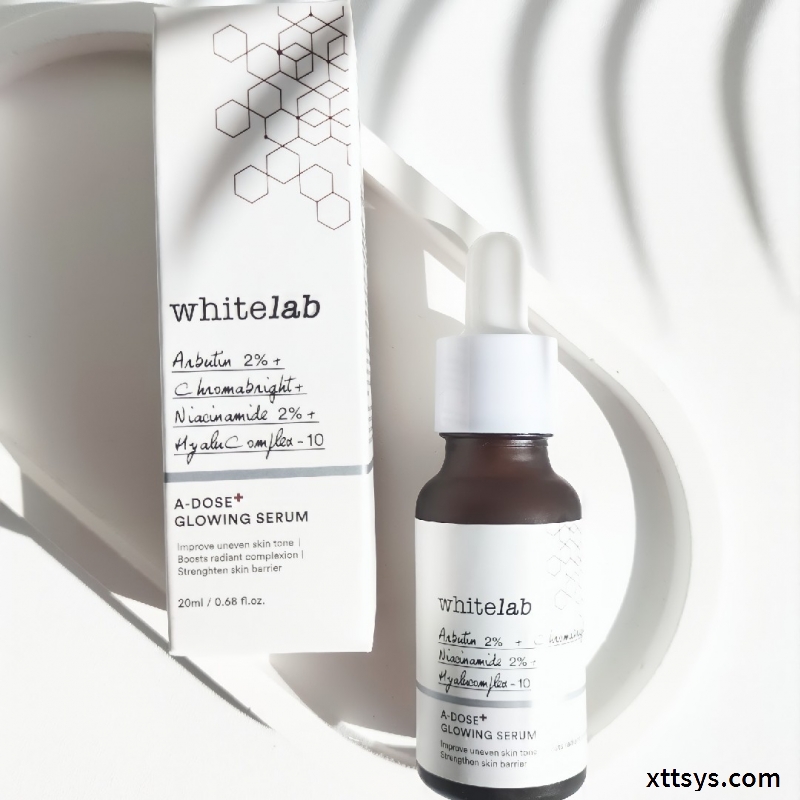 whitelab
Arbutin 2% +
Chromabright+
Niacinamide 2% +
HyaluComplex-10
A-DOSE+
GLOWING SERUM
Improve uneven skin tone |
Boosts radiant complexion |
Strenghten skin barrier
20ml / 0.68 fl.oz.
whitelab
Arbutin 2% + Chromabright
Niacinamide 2% +
Hyalucomplex-10
A-DOSE+
GLOWING SERUM
Improve uneven skin tone
Strengthon skin barrier
xttsys.com